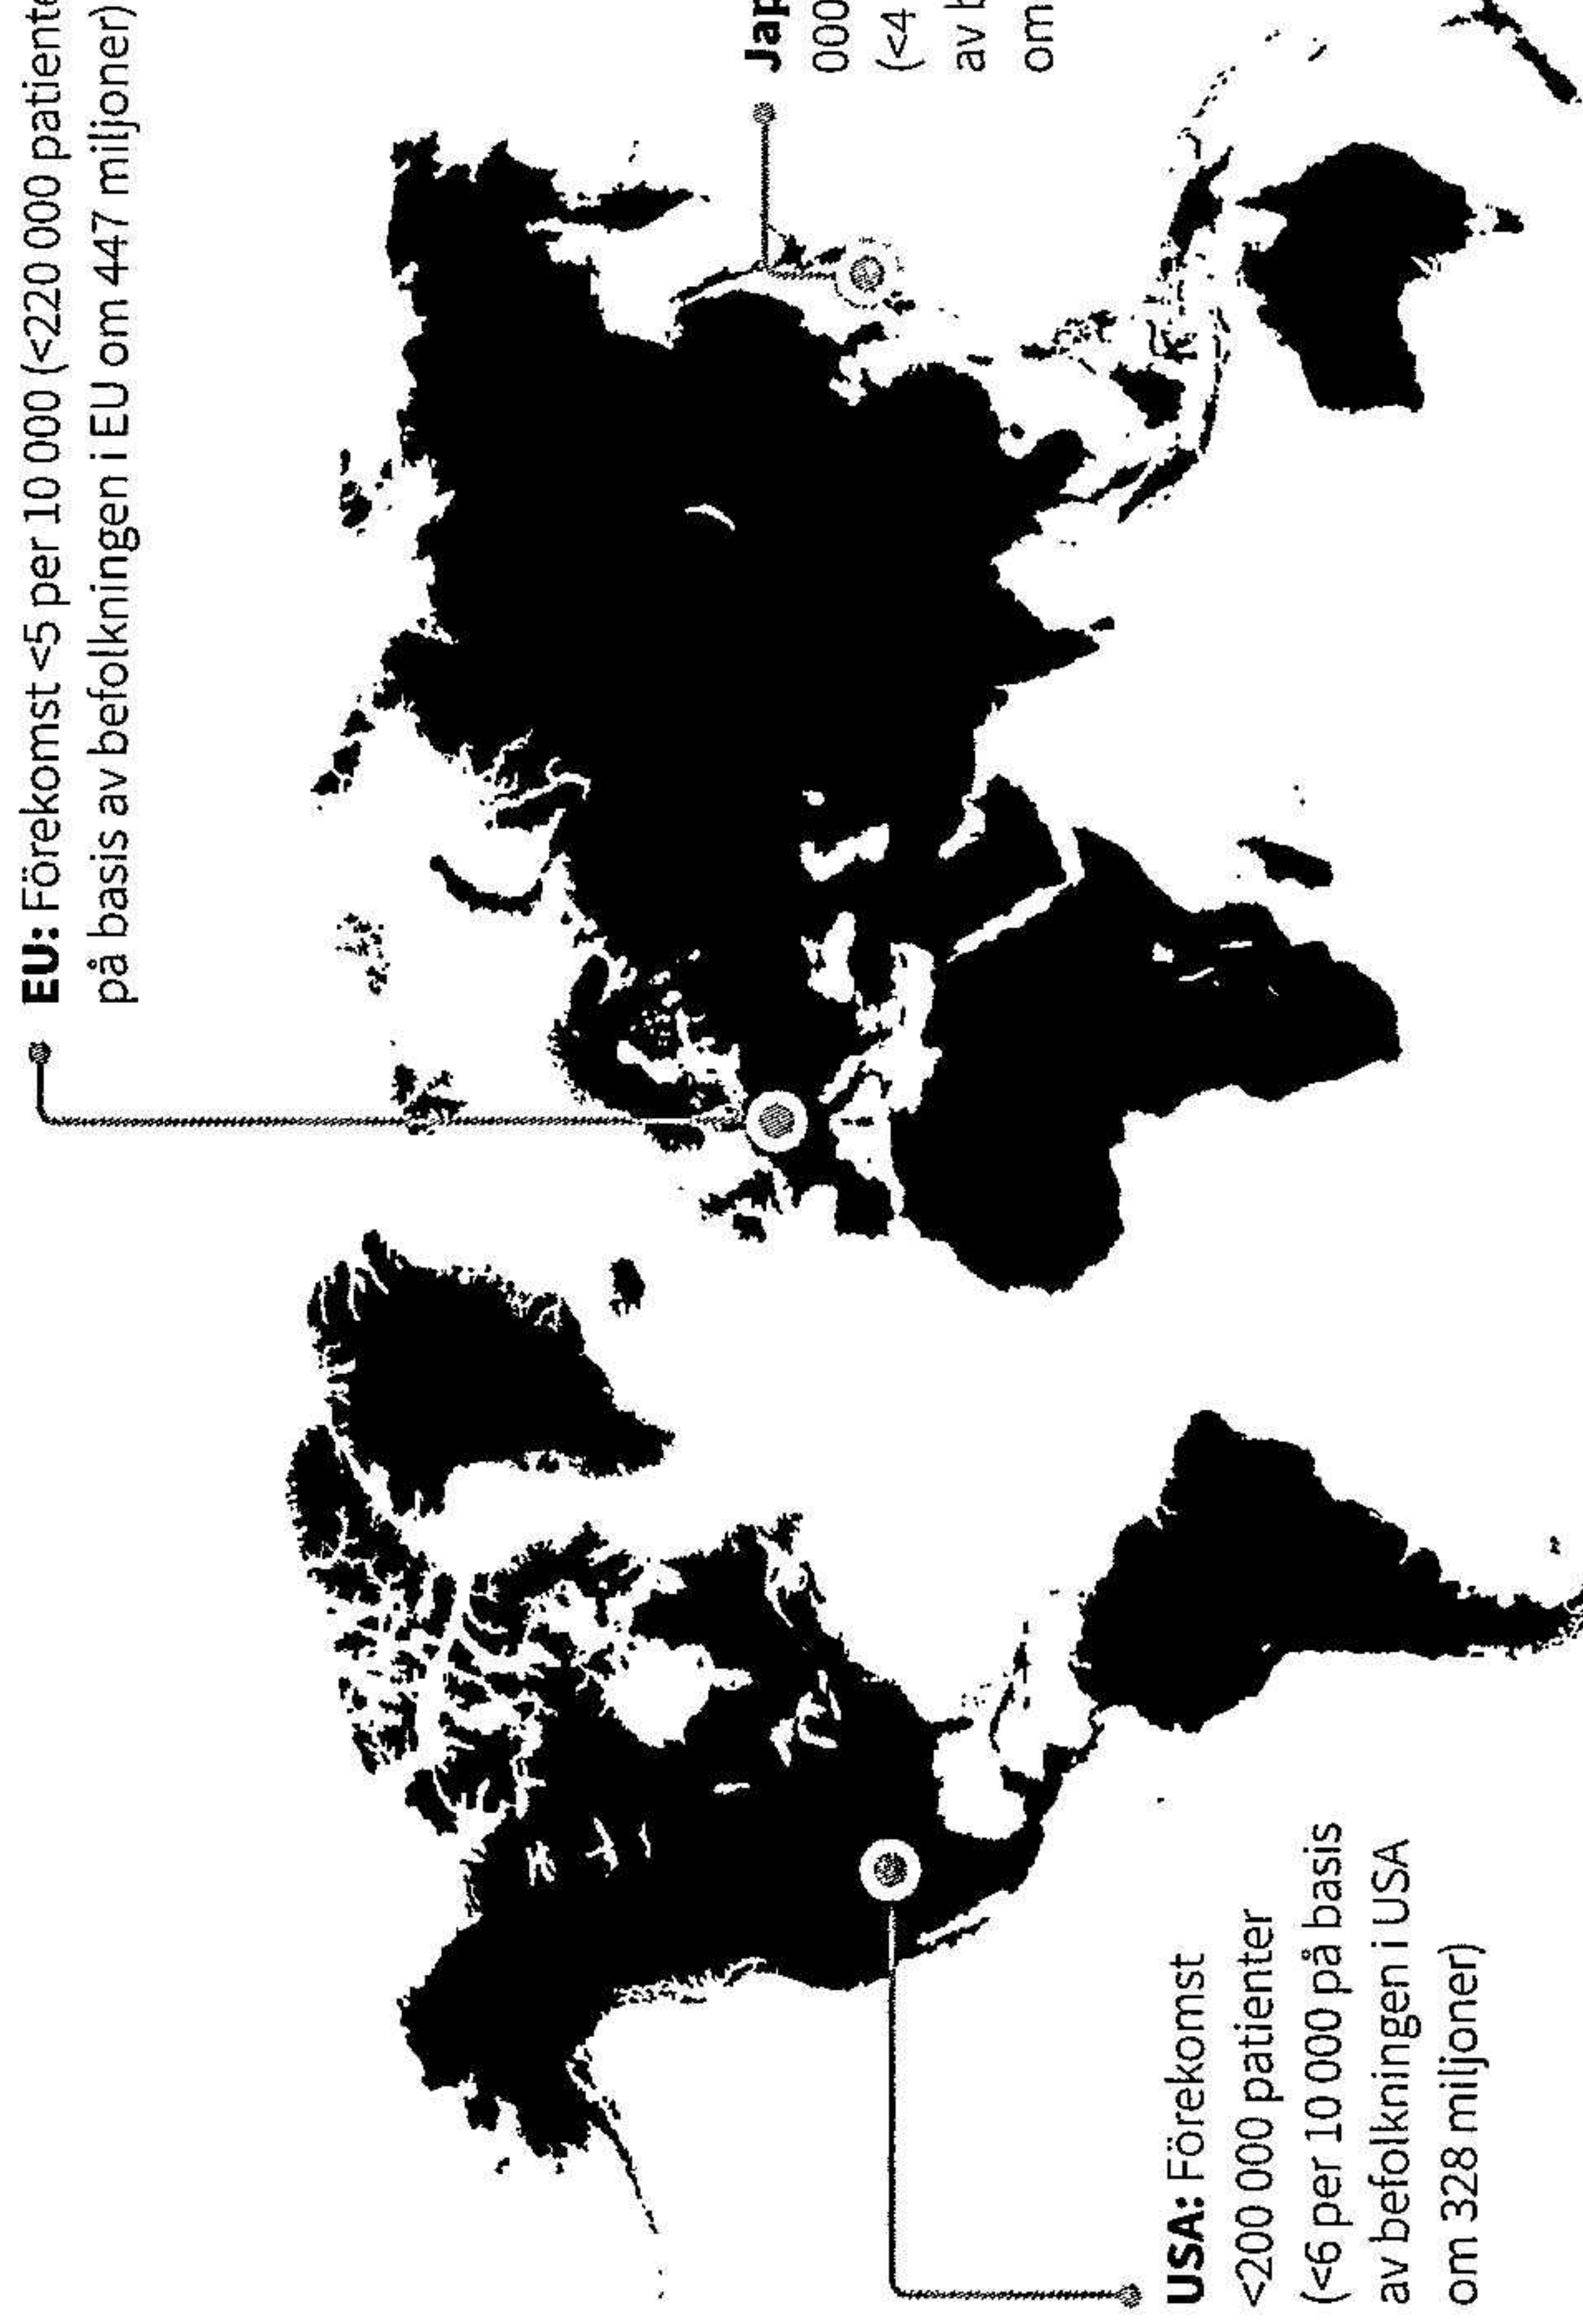 EU: Förekomst <5 per 10 000 (<220 000
på basis av befolkningen i EU om 447 miljoner)
000
(<4
av
om
USA: Förekomst
<200 000 patienter
(<6 per 10 000 på basis
av befolkningen i USA
om 328 miljoner)